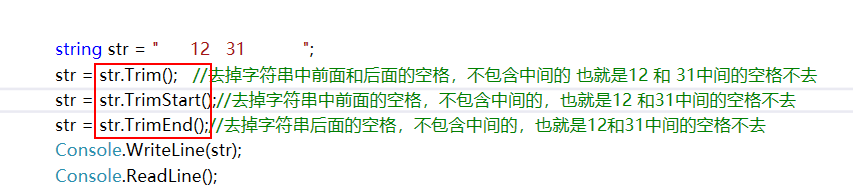 string str = "      12   31           ";
str = str.Trim();   //去掉字符串中前面和后面的空格，不包含中间的 也就是12 和 31中间的空格不去
str = str.TrimStart();//去掉字符串中前面的空格，不包含中间的，也就是12 和31中间的空格不去
str = str.TrimEnd();//去掉字符串后面的空格，不包含中间的，也就是12和31中间的空格不去
Console.WriteLine(str);
Console.ReadLine();